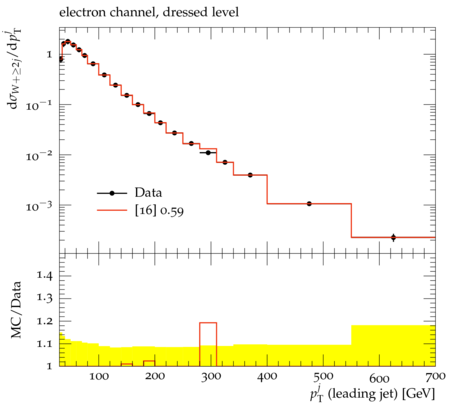 electron channel, dressed level
dσ_{W+≥2j}/dp_T^j
1
10^{-1}
10^{-2}
10^{-3}
Data
[16] 0.59
MC/Data
1.4
1.3
1.2
1.1
1
100 200 300 400 500 600 700
p_T^j (leading jet) [GeV]